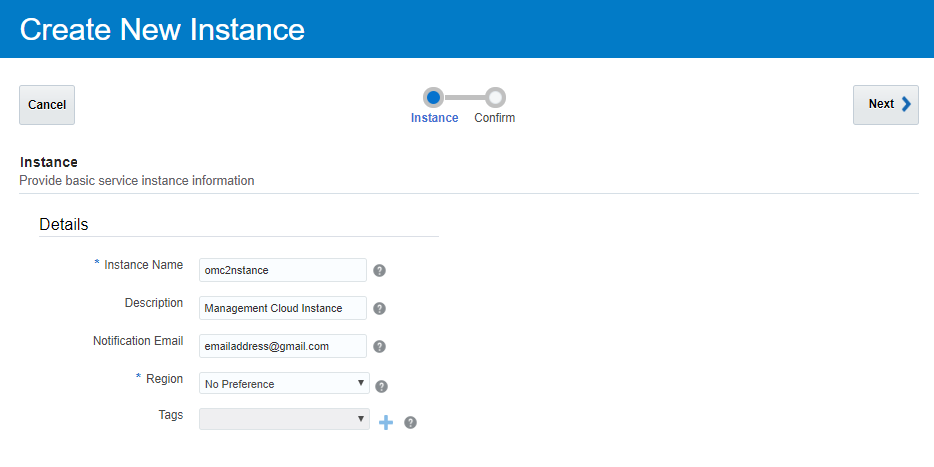 Create New Instance
Cancel
Next
Instance Confirm
Instance
Provide basic service instance information
Details
* Instance Name omc2nstance ?
Description Management Cloud Instance ?
Notification Email emailaddress@gmail.com ?
* Region No Preference ?
Tags ?